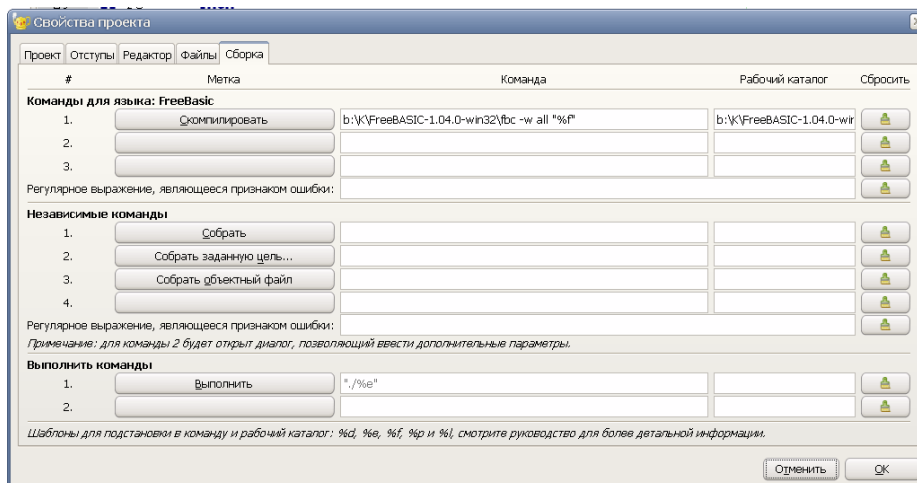 Свойства проекта
Проект Отступы Редактор Файлы Сборка
# Метка Команда Рабочий каталог Сбросить
Команды для языка: FreeBasic
1. Скомпилировать b:\K\FreeBASIC-1.04.0-win32\fbc -w all "%f" b:\K\FreeBASIC-1.04.0-wir
2.
3.
Регулярное выражение, являющееся признаком ошибки:
Независимые команды
1. Собрать
2. Собрать заданную цель...
3. Собрать объектный файл
4.
Регулярное выражение, являющееся признаком ошибки:
Примечание: для команды 2 будет открыт диалог, позволяющий ввести дополнительные параметры.
Выполнить команды
1. Выполнить "./%e"
2.
Шаблоны для подстановки в команду и рабочий каталог: %d, %e, %f, %p и %l, смотрите руководство для более детальной информации.
Отменить OK